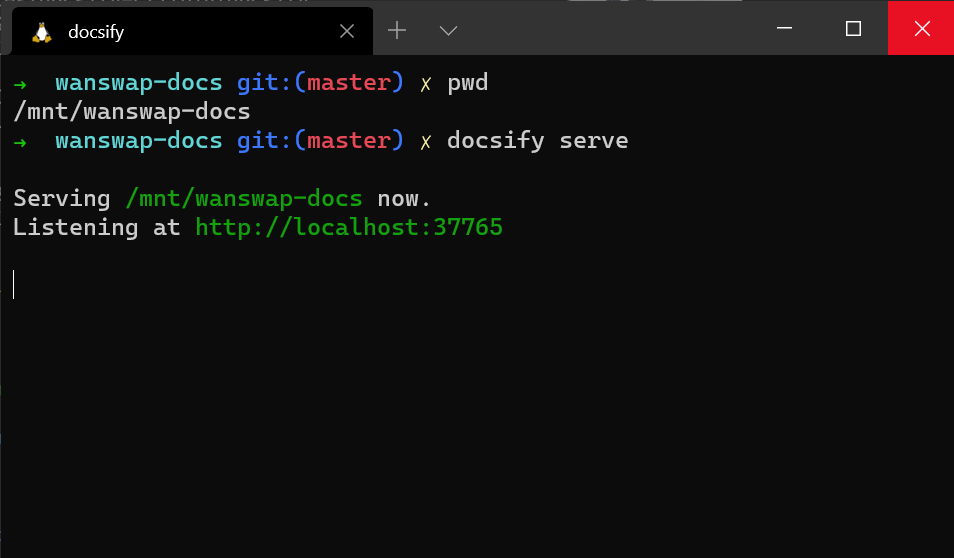 docsify
→ wanswap-docs git:(master) ✗ pwd
/mnt/wanswap-docs
→ wanswap-docs git:(master) ✗ docsify serve
Serving /mnt/wanswap-docs now.
Listening at http://localhost:37765